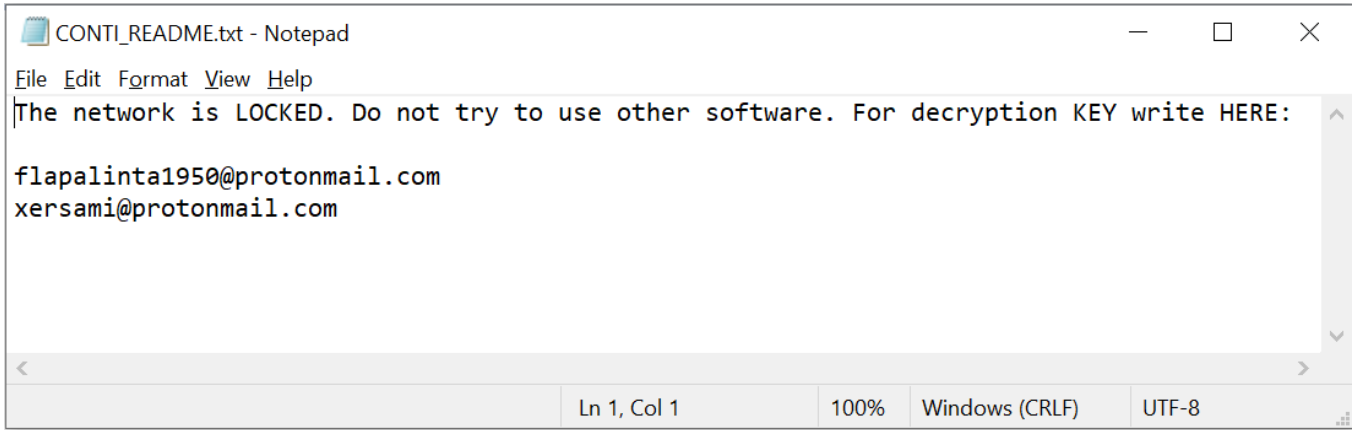 CONTI_README.txt - Notepad
File Edit Format View Help
The network is LOCKED. Do not try to use other software. For decryption KEY write HERE:
flapalinta1950@protonmail.com
xersami@protonmail.com
Ln 1, Col 1 100% Windows (CRLF) UTF-8